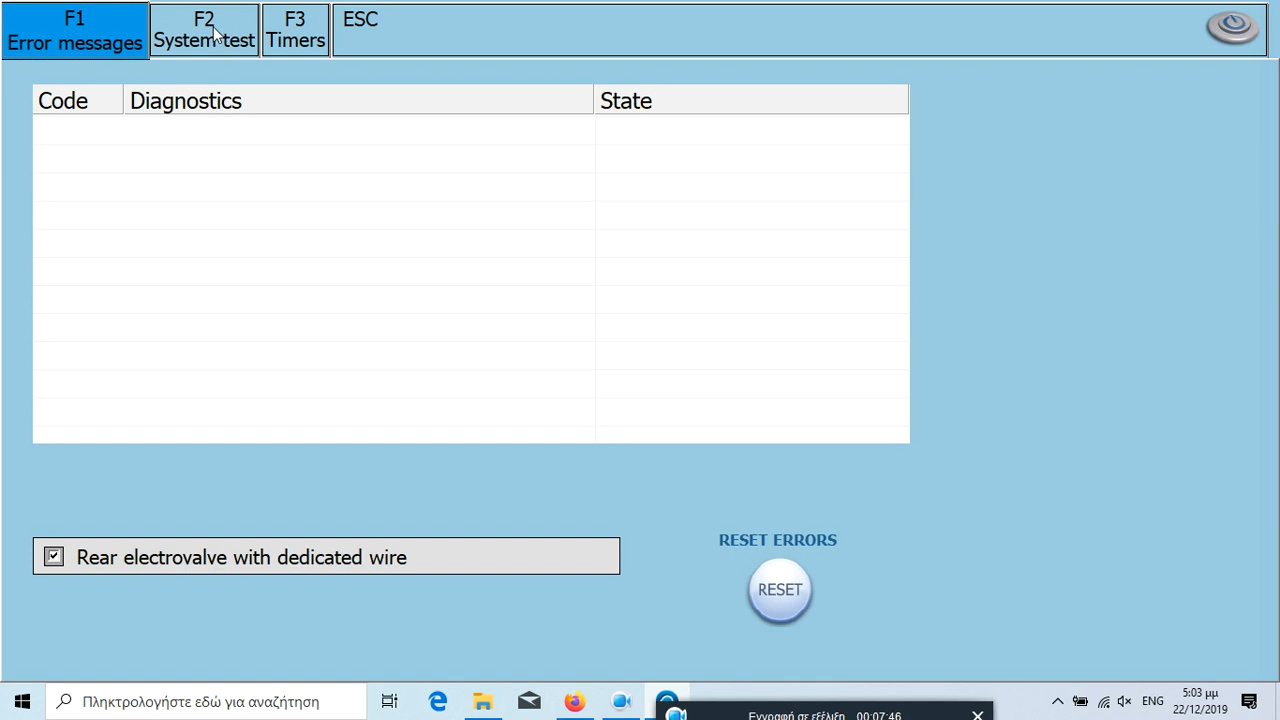 F1
Error messages
F2
System test
F3
Timers
ESC
Code
Diagnostics
State
Rear electrovalve with dedicated wire
RESET ERRORS
RESET
Πληκτρολογήστε εδώ για αναζήτηση
Εγγραφή σε εξέλιξη 00:07:46
ENG
5:03 μμ
22/12/2019